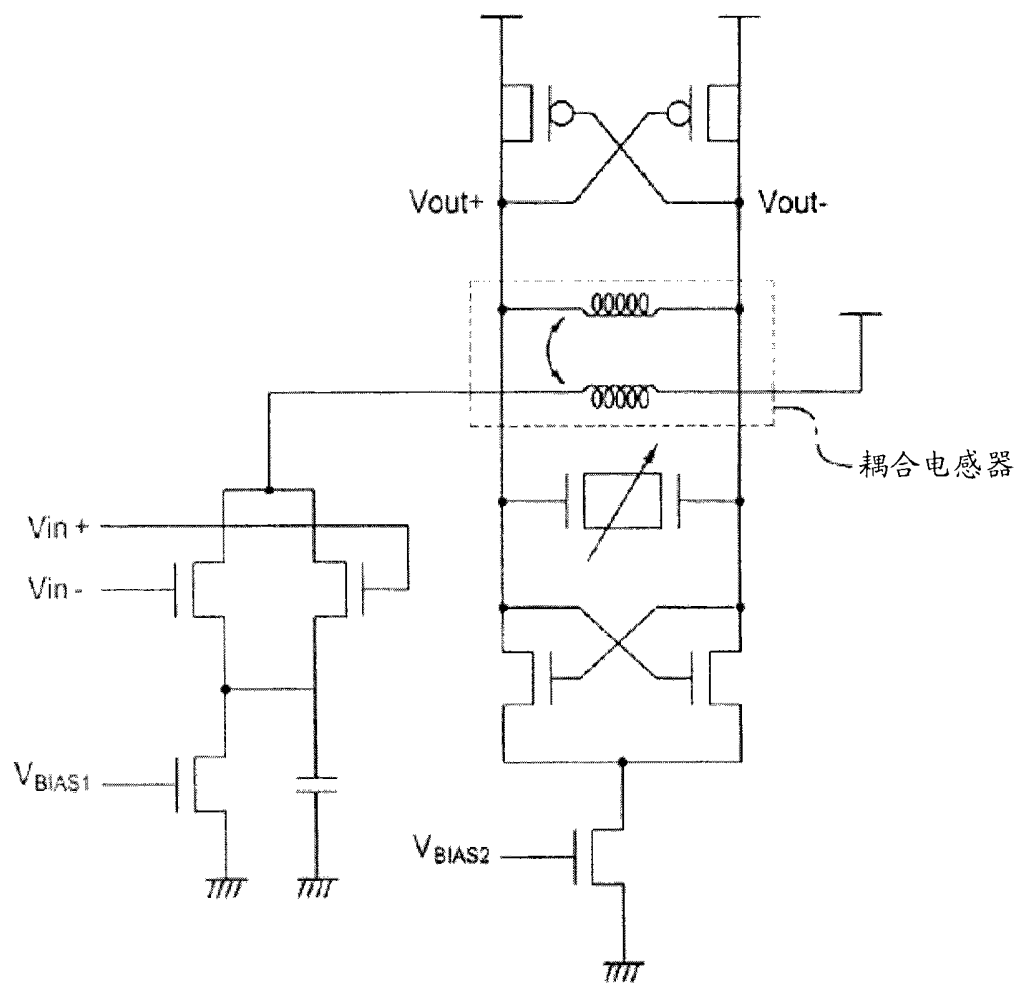 Vout+
Vout-
耦合电感器
Vin +
Vin -
VBIAS1
VBIAS2